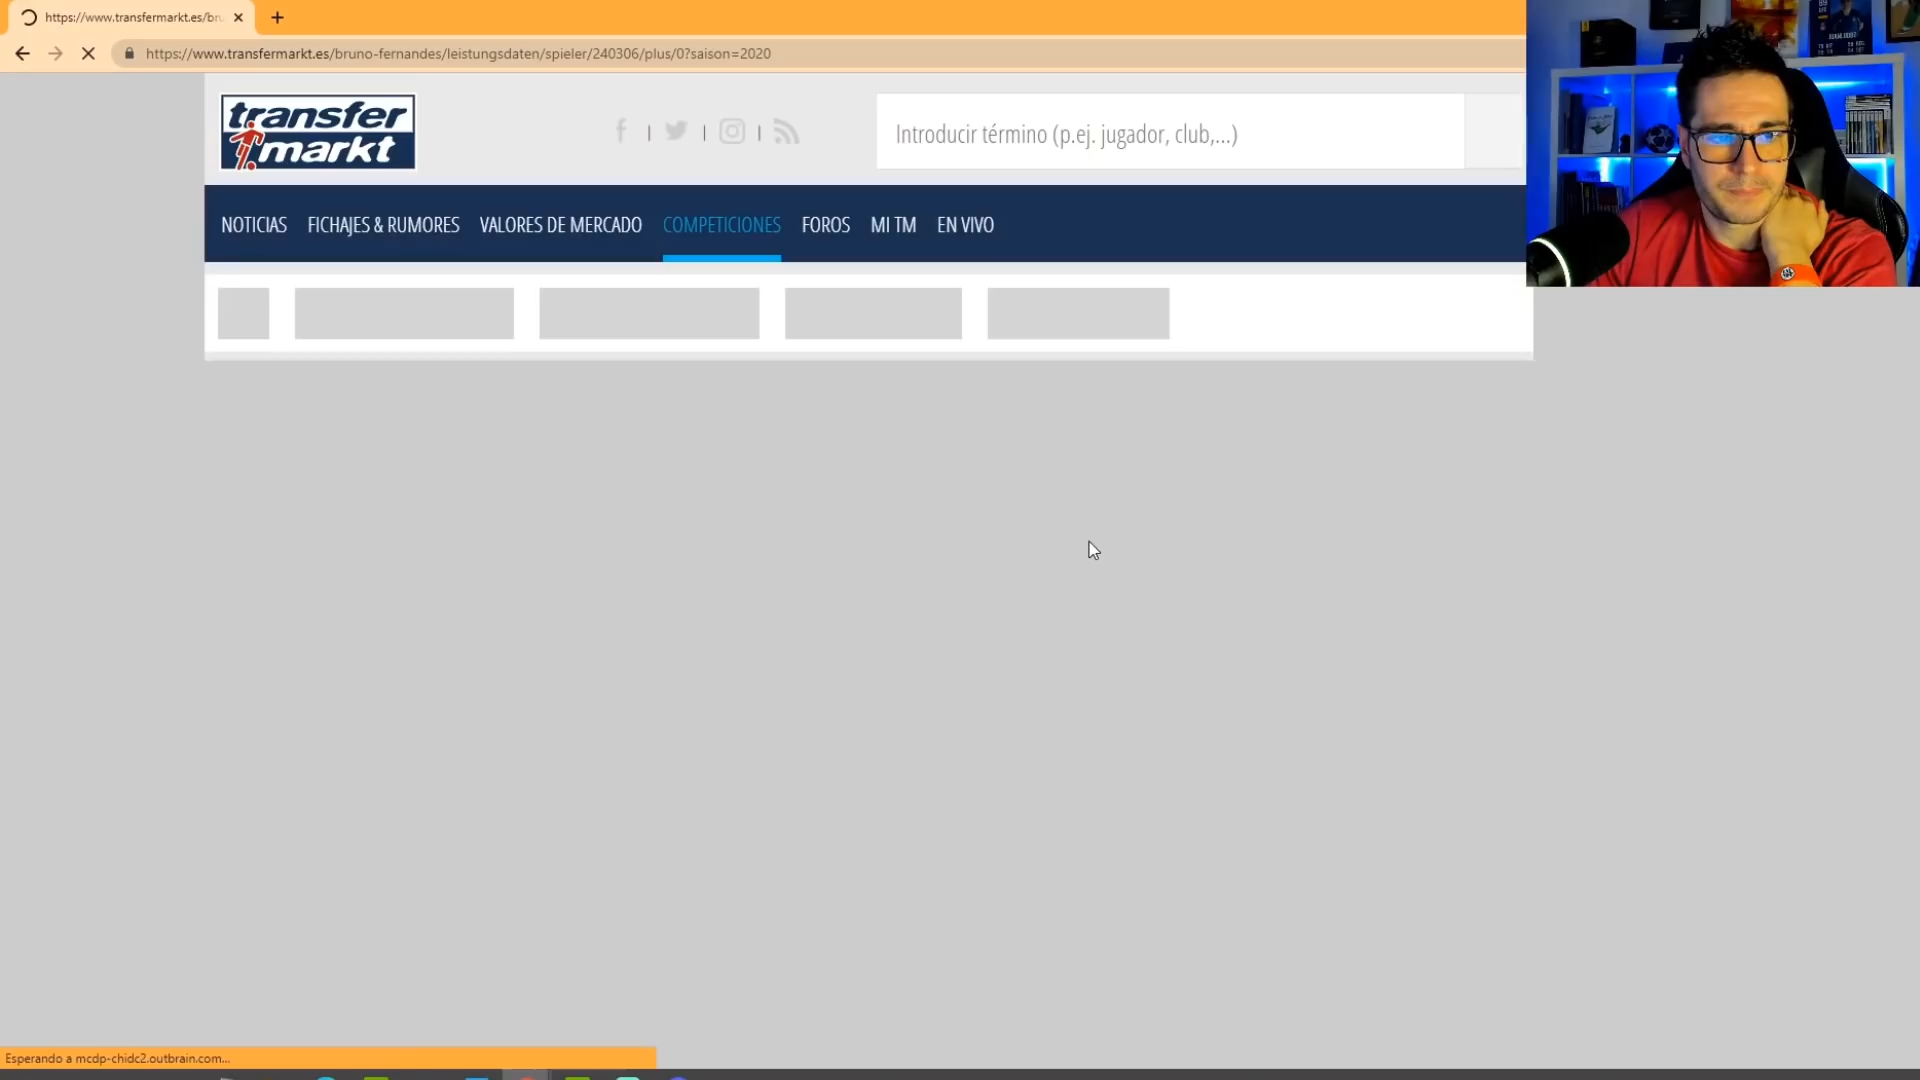 https://www.transfermarkt.es/bru
https://www.transfermarkt.es/bruno-fernandes/leistungsdaten/spieler/240306/plus/0?saison=2020
transfer
markt
Introducir término (p.ej. jugador, club,...)
NOTICIAS FICHAJES & RUMORES VALORES DE MERCADO COMPETICIONES FOROS MI TM EN VIVO
Esperando a mcdp-chidc2.outbrain.com...